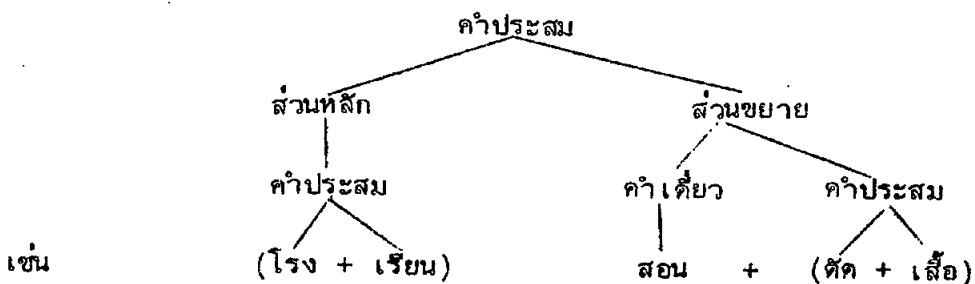 คำประสม
ส่วนหลัก ส่วนขยาย
คำประสม คำเดี่ยว คำประสม
เช่น (โรง + เรียน) สอน + (ตัด + เสื้อ)